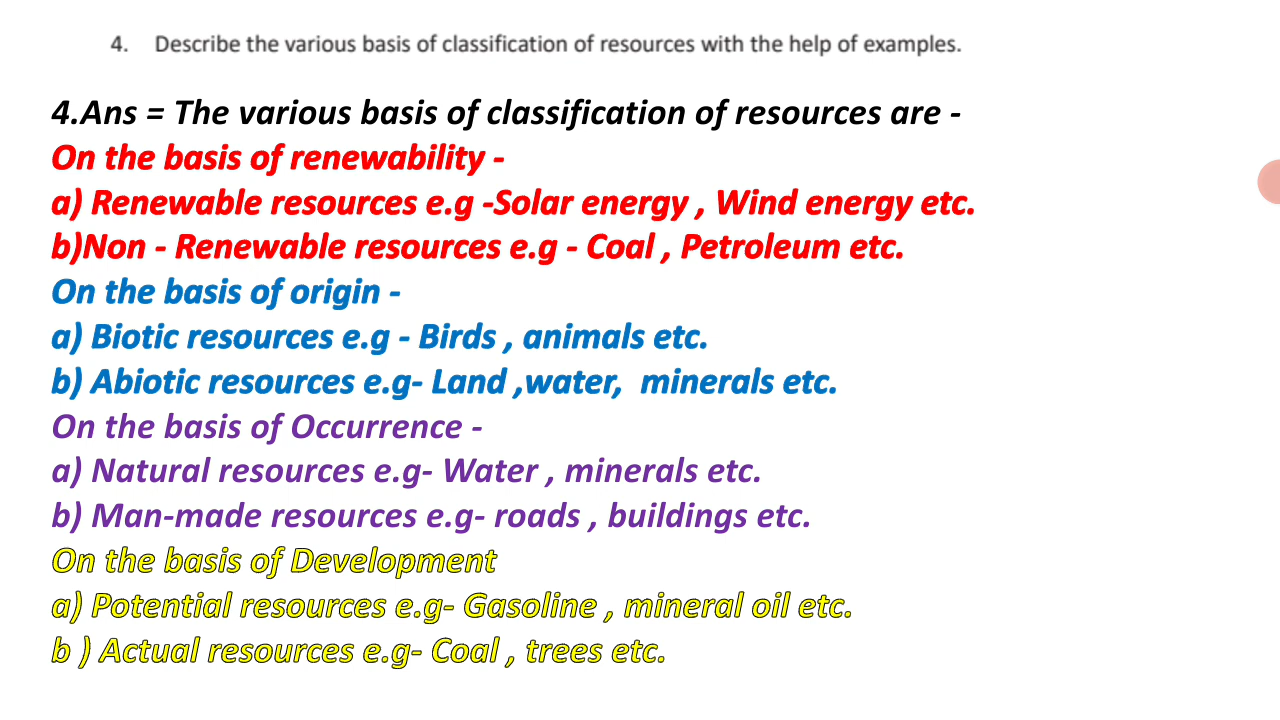 4. Describe the various basis of classification of resources with the help of examples.
4.Ans = The various basis of classification of resources are -
On the basis of renewability -
a) Renewable resources e.g -Solar energy , Wind energy etc.
b)Non - Renewable resources e.g - Coal , Petroleum etc.
On the basis of origin -
a) Biotic resources e.g - Birds , animals etc.
b) Abiotic resources e.g- Land ,water,  minerals etc.
On the basis of Occurrence -
a) Natural resources e.g- Water , minerals etc.
b) Man-made resources e.g- roads , buildings etc.
On the basis of Development
a) Potential resources e.g- Gasoline , mineral oil etc.
b ) Actual resources e.g- Coal , trees etc.